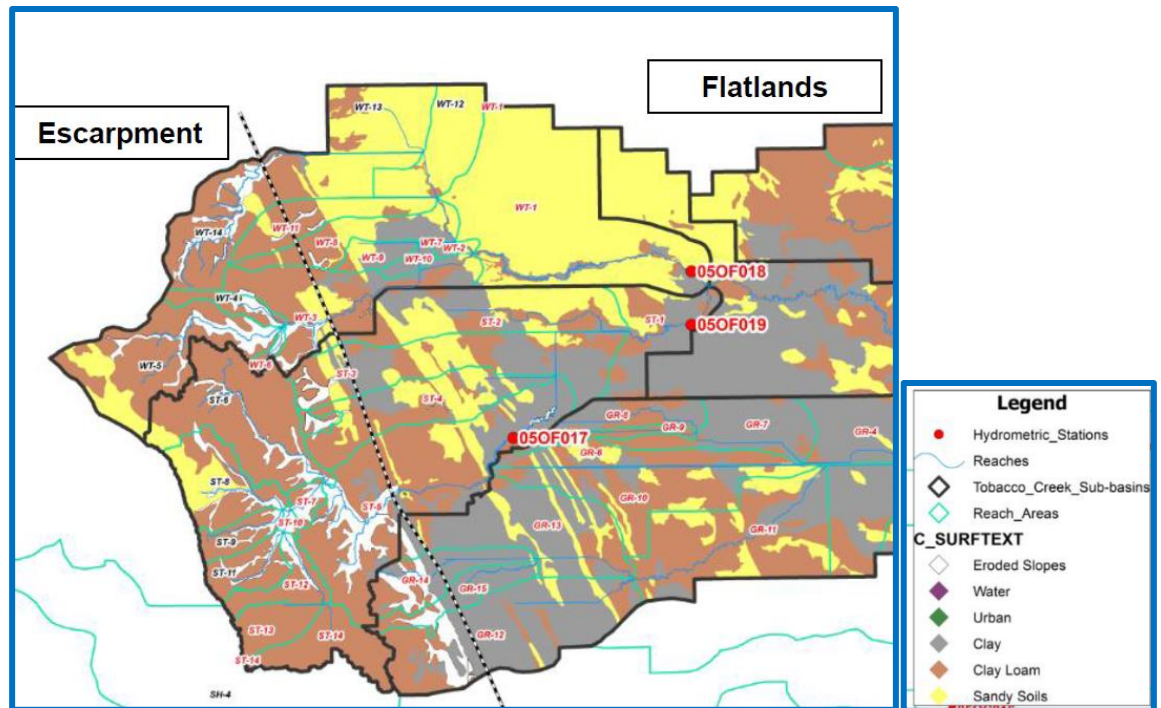 Flatlands
Escarpment
WT-13
WT-12
WT-1
WT-1
WT-14
WT-11
WT-8
WT-9
WT-7
WT-2
WT-10
05OF018
WT-4
WT-3
ST-2
ST-1
05OF019
WT-5
WT-6
ST-3
ST-6
ST-4
GR-8
GR-9
GR-7
GR-4
05OF017
GR-6
ST-8
ST-7
ST-10
ST-5
GR-10
GR-13
GR-11
ST-9
ST-11
ST-12
GR-14
GR-15
ST-13
ST-14
GR-12
ST-14
SH-4
Legend
Hydrometric_Stations
Reaches
Tobacco_Creek_Sub-basins
Reach_Areas
C_SURFTEXT
Eroded Slopes
Water
Urban
Clay
Clay Loam
Sandy Soils